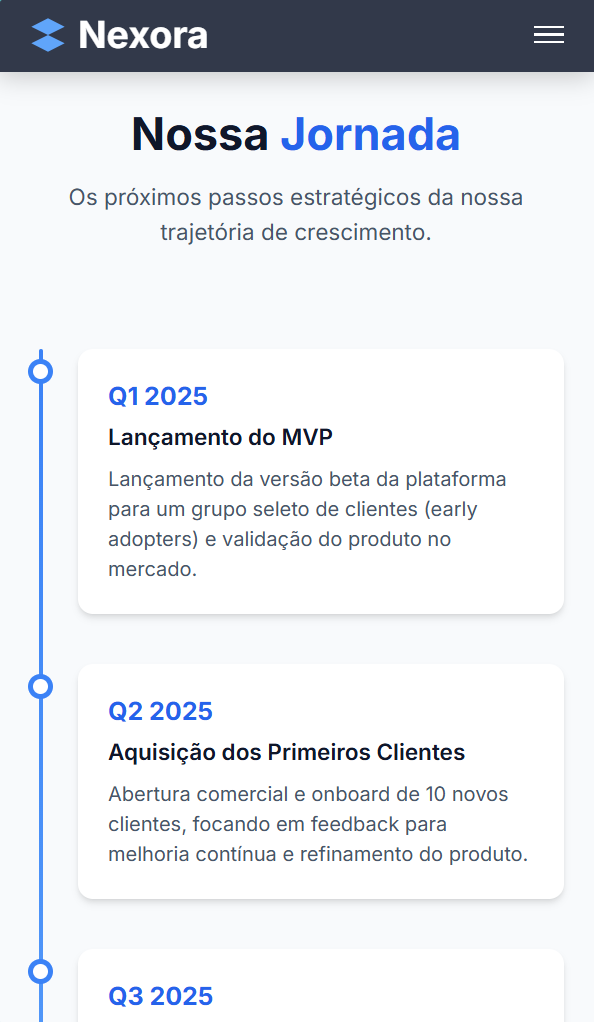 Nexora
Nossa Jornada
Os próximos passos estratégicos da nossa
trajetória de crescimento.
Q1 2025
Lançamento do MVP
Lançamento da versão beta da plataforma
para um grupo seleto de clientes (early
adopters) e validação do produto no
mercado.
Q2 2025
Aquisição dos Primeiros Clientes
Abertura comercial e onboard de 10 novos
clientes, focando em feedback para
melhoria contínua e refinamento do produto.
Q3 2025